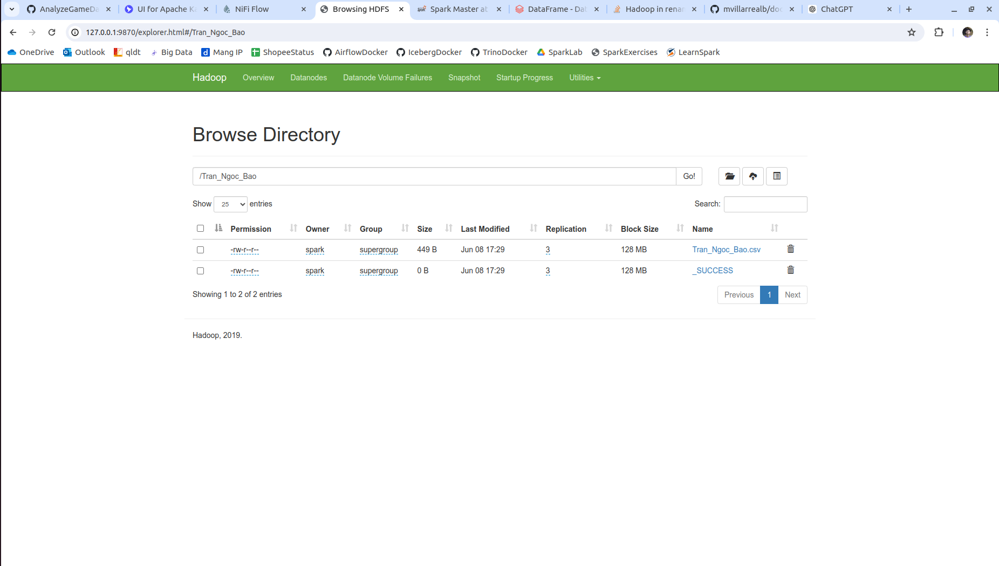 AnalyzeGameDa UI for Apache Ka NiFi Flow Browsing HDFS Spark Master at DataFrame - Dat Hadoop in renam mvillarrealb/doc ChatGPT
127.0.0.1:9870/explorer.html#/Tran_Ngoc_Bao
OneDrive Outlook qldt Big Data Mang IP ShopeeStatus AirflowDocker IcebergDocker TrinoDocker SparkLab SparkExercises LearnSpark
Hadoop Overview Datanodes Datanode Volume Failures Snapshot Startup Progress Utilities
Browse Directory
/Tran_Ngoc_Bao Go!
Show 25 entries Search:
Permission Owner Group Size Last Modified Replication Block Size Name
-rw-r--r-- spark supergroup 449 B Jun 08 17:29 3 128 MB Tran_Ngoc_Bao.csv
-rw-r--r-- spark supergroup 0 B Jun 08 17:29 3 128 MB _SUCCESS
Showing 1 to 2 of 2 entries Previous 1 Next
Hadoop, 2019.